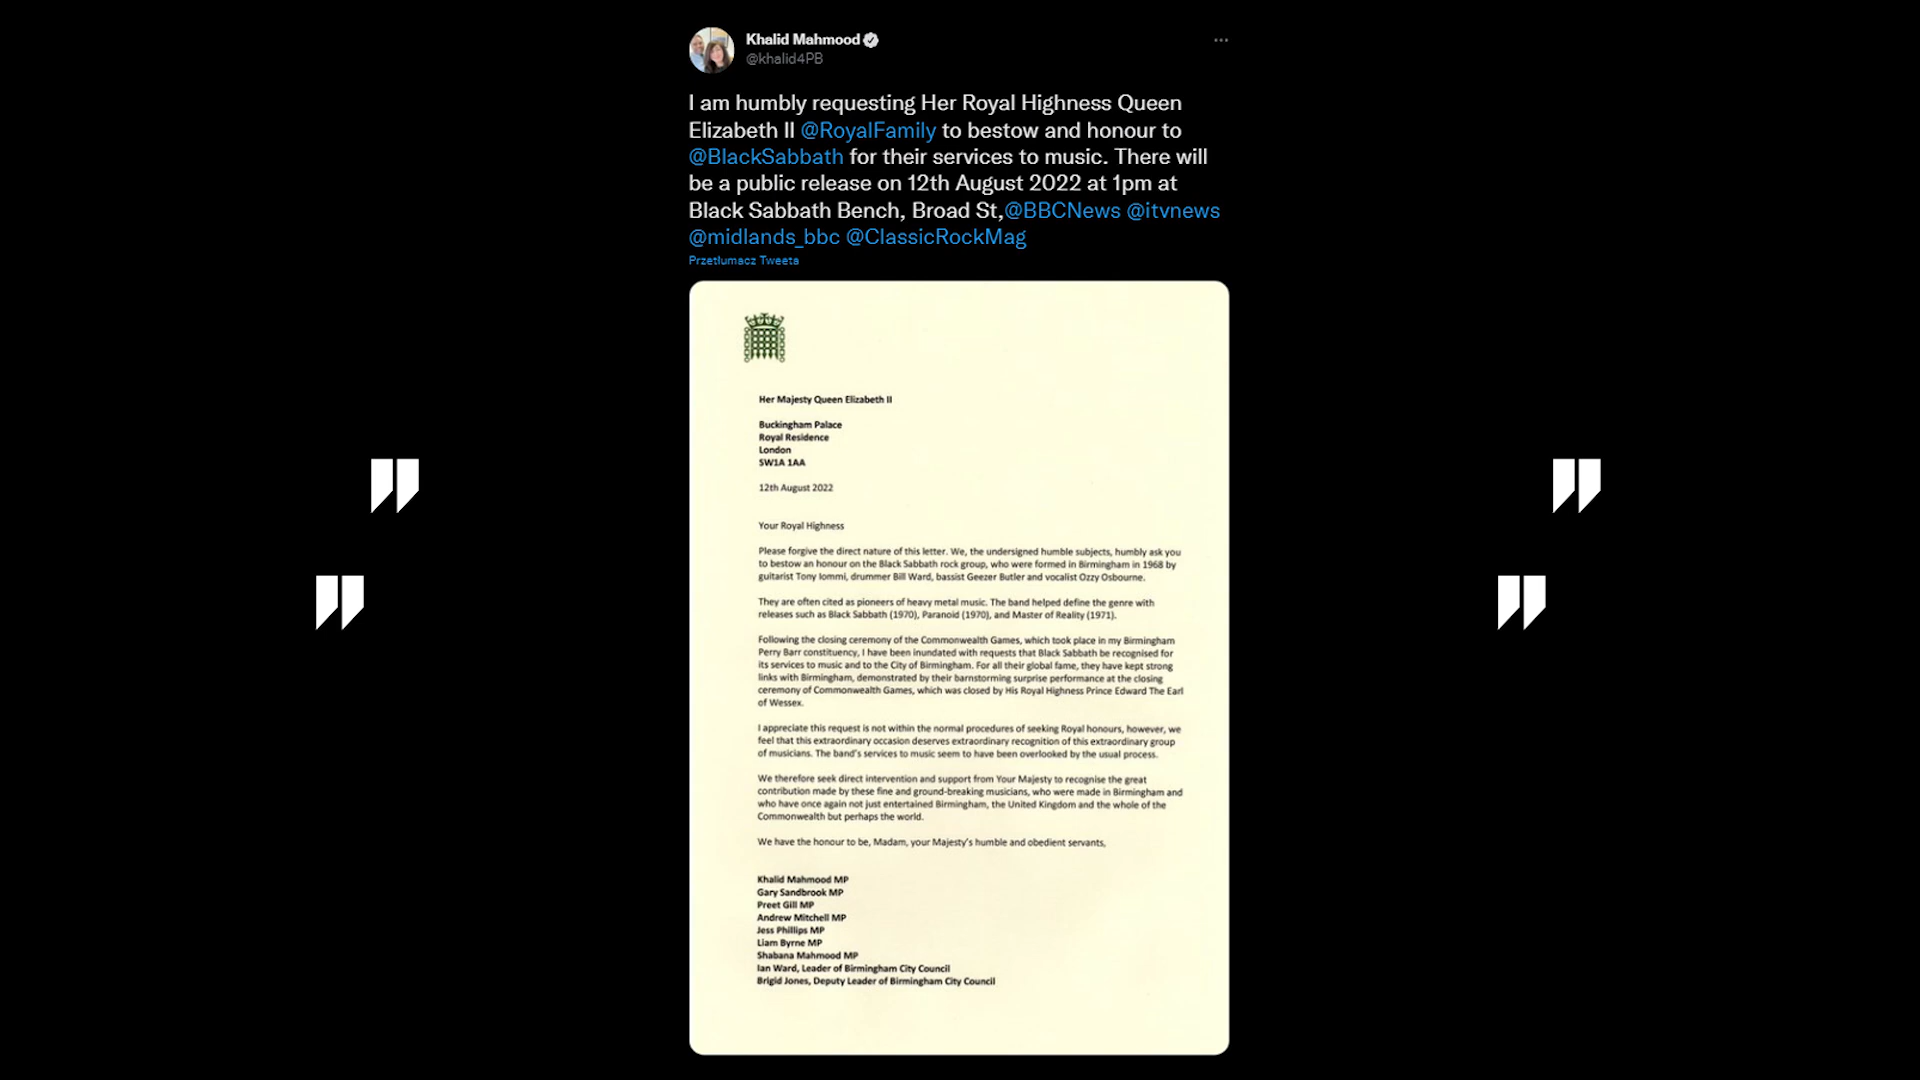 Khalid Mahmood
@khalid4PB
I am humbly requesting Her Royal Highness Queen
Elizabeth II @RoyalFamily to bestow and honour to
@BlackSabbath for their services to music. There will
be a public release on 12th August 2022 at 1pm at
Black Sabbath Bench, Broad St,@BBCNews @itvnews
@midlands_bbc @ClassicRockMag
Przetłumacz Tweeta
Her Majesty Queen Elizabeth II
Buckingham Palace
Royal Residence
London
SW1A 1AA
12th August 2022
Your Royal Highness
Please forgive the direct nature of this letter. We, the undersigned humble subjects, humbly ask you
to bestow an honour on the Black Sabbath rock group, who were formed in Birmingham in 1968 by
guitarist Tony Iommi, drummer Bill Ward, bassist Geezer Butler and vocalist Ozzy Osbourne.
They are often cited as pioneers of heavy metal music. The band helped define the genre with
releases such as Black Sabbath (1970), Paranoid (1970), and Master of Reality (1971).
Following the closing ceremony of the Commonwealth Games, which took place in my Birmingham
Perry Barr constituency, I have been inundated with requests that Black Sabbath be recognised for
its services to music and to the City of Birmingham. For all their global fame, they have kept strong
links with Birmingham, demonstrated by their barnstorming surprise performance at the closing
ceremony of Commonwealth Games, which was closed by His Royal Highness Prince Edward The Earl
of Wessex.
I appreciate this request is not within the normal procedures of seeking Royal honours, however, we
feel that this extraordinary occasion deserves extraordinary recognition of this extraordinary group
of musicians. The band's services to music seem to have been overlooked by the usual process.
We therefore seek direct intervention and support from Your Majesty to recognise the great
contribution made by these fine and ground-breaking musicians, who were made in Birmingham and
who have once again not just entertained Birmingham, the United Kingdom and the whole of the
Commonwealth but perhaps the world.
We have the honour to be, Madam, your Majesty's humble and obedient servants,
Khalid Mahmood MP
Gary Sandbrook MP
Preet Gill MP
Andrew Mitchell MP
Jess Phillips MP
Liam Byrne MP
Shabana Mahmood MP
Ian Ward, Leader of Birmingham City Council
Brigid Jones, Deputy Leader of Birmingham City Council